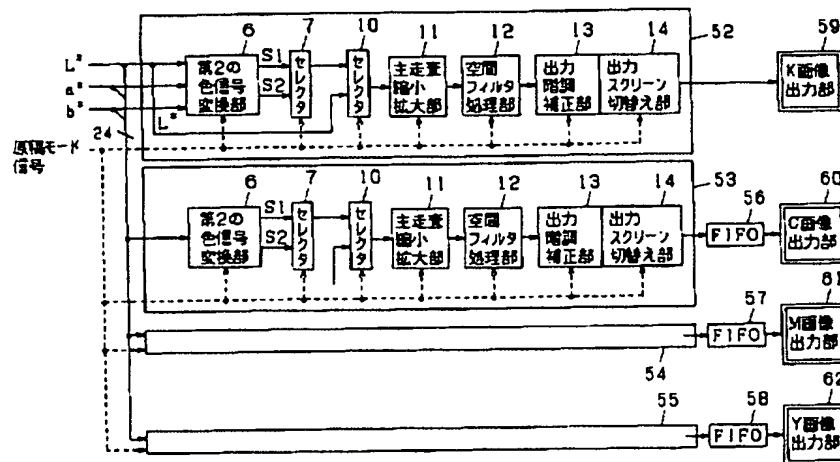 6
7
10
11
12
13
14
52
59
L*
a*
b*
第2の
色信号
変換部
S1
S2
セレクタ
セレクタ
主走査
縮小
拡大部
空間
フィルタ
処理部
出力
階調
補正部
出力
スクリーン
切替え部
K画像
出力部
L*
24
原稿モード
信号
6
7
10
11
12
13
14
53
56
60
第2の
色信号
変換部
S1
S2
セレクタ
セレクタ
主走査
縮小
拡大部
空間
フィルタ
処理部
出力
階調
補正部
出力
スクリーン
切替え部
FIFO
C画像
出力部
57
61
FIFO
M画像
出力部
54
55
58
62
FIFO
Y画像
出力部